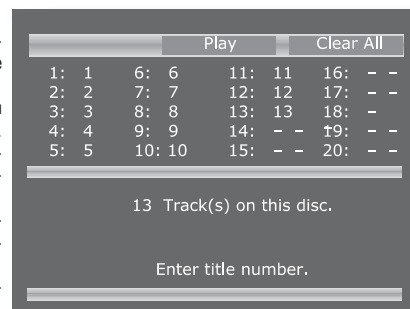 Play Clear All
1: 1 6: 6 11: 11 16: – –
2: 2 7: 7 12: 12 17: – –
3: 3 8: 8 13: 13 18: – –
4: 4 9: 9 14: – – 19: – –
5: 5 10: 10 15: – – 20: – –
13 Track(s) on this disc.
Enter title number.